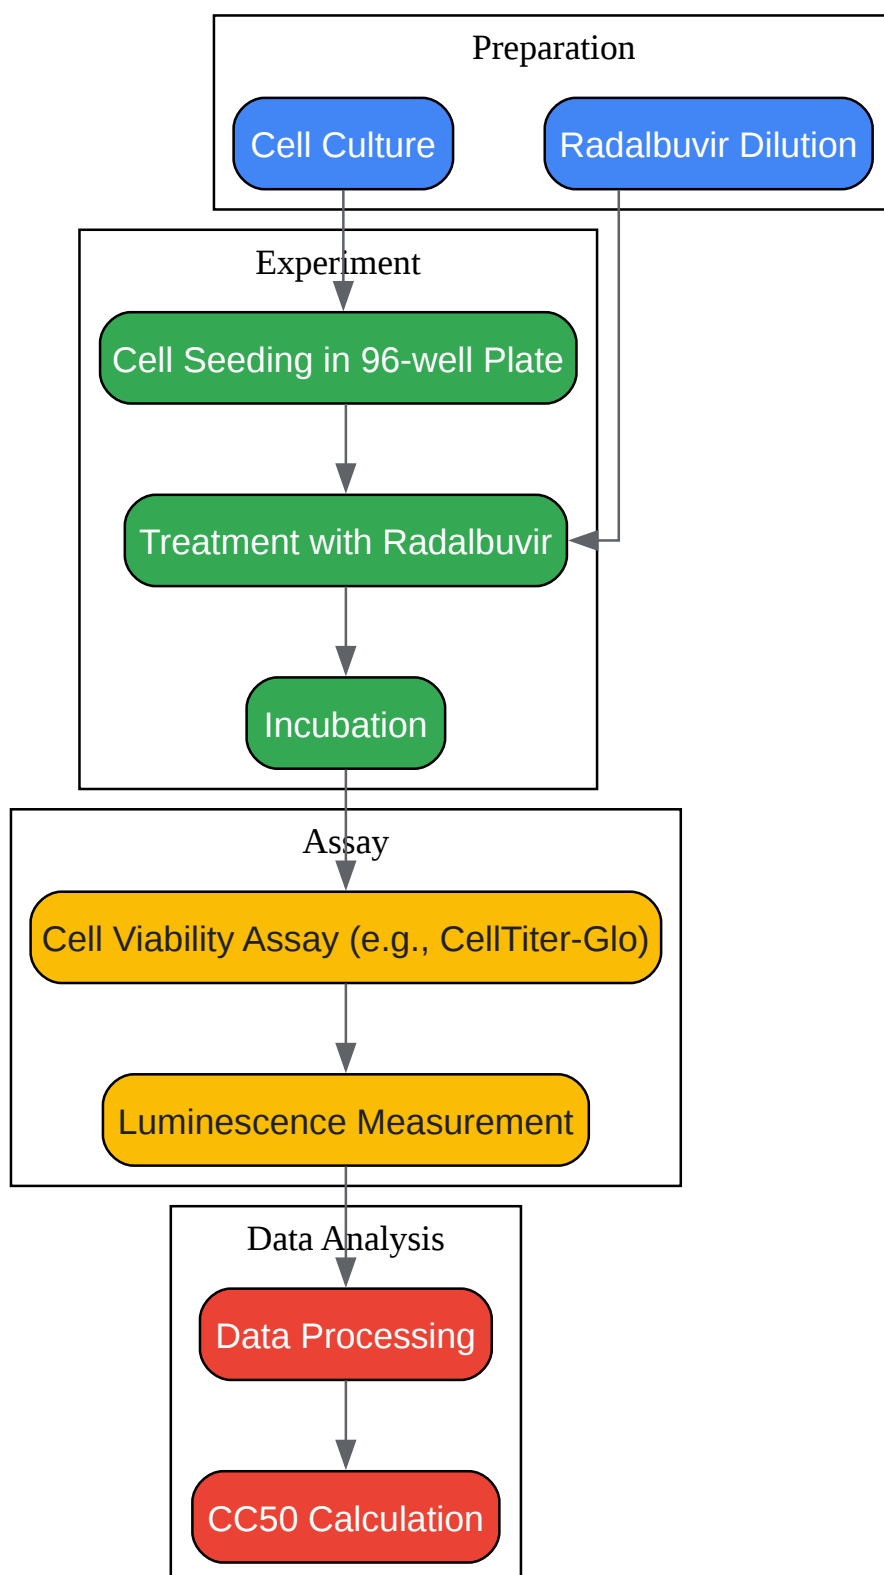 Preparation
Cell Culture
Radalbuvir Dilution
Experiment
Cell Seeding in 96-well Plate
Treatment with Radalbuvir
Incubation
Assay
Cell Viability Assay (e.g., CellTiter-Glo)
Luminescence Measurement
Data Analysis
Data Processing
CC50 Calculation